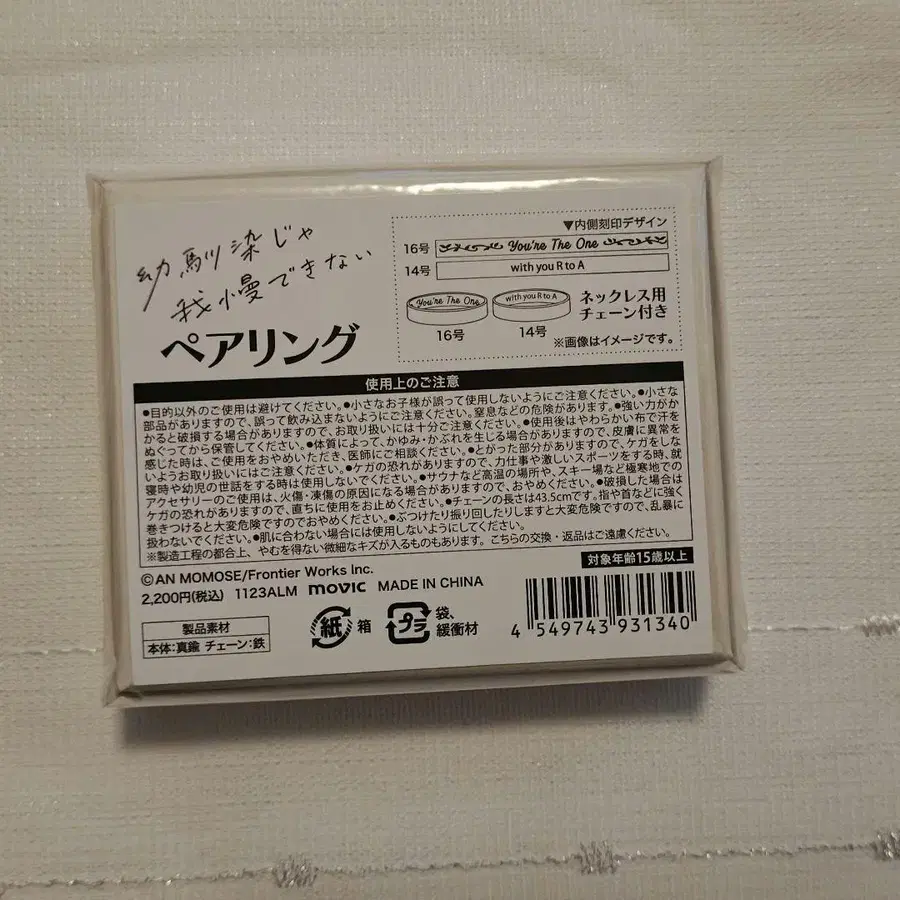 幼馴染じゃ
我慢できない
ペアリング
▼内側刻印デザイン
16号 You're The One
14号 with you R to A
You're The One with you R to A
16号 14号
ネックレス用
チェーン付き
※画像はイメージです。
使用上のご注意
●目的以外のご使用は避けてください。●小さなお子様が誤って使用しないようにご注意ください。●小さな
部品がありますので、誤って飲み込まないようにご注意ください。窒息などの危険があります。●強い力がか
かると破損する場合がありますので、お取り扱いには十分ご注意ください。●使用後はやわらかい布で汗を
ぬぐってから保管してください。●体質によって、かゆみ・かぶれを生じる場合がありますので、皮膚に異常を
感じた時は、ご使用をおやめいただき、医師にご相談ください。●とがった部分がありますので、ケガをしな
いようお取り扱いにはご注意ください。●ケガの恐れがありますので、力仕事や激しいスポーツをする時、就
寝時や幼児の世話をする時は使用しないでください。●サウナなど高温の場所や、スキー場など極寒地での
アクセサリーのご使用は、火傷・凍傷の原因になる場合がありますので、おやめください。●破損した場合は
ケガの恐れがありますので、直ちに使用をお止めください。●チェーンの長さは43.5cmです。指や首などに強く
巻きつけると大変危険ですのでおやめください。●ぶつけたり振り回したりしますと大変危険ですので、乱暴に
扱わないでください。●肌に合わない場合には使用しないようにしてください。
※製造工程の都合上、やむを得ない微細なキズが入るものもあります。こちらの交換・返品はご遠慮ください。
対象年齢15歳以上
©AN MOMOSE/Frontier Works Inc.
2,200円(税込) 1123ALM movic MADE IN CHINA
製品素材
本体:真鍮 チェーン:鉄
紙 箱
プラ 袋、
緩衝材
4 549743 931340